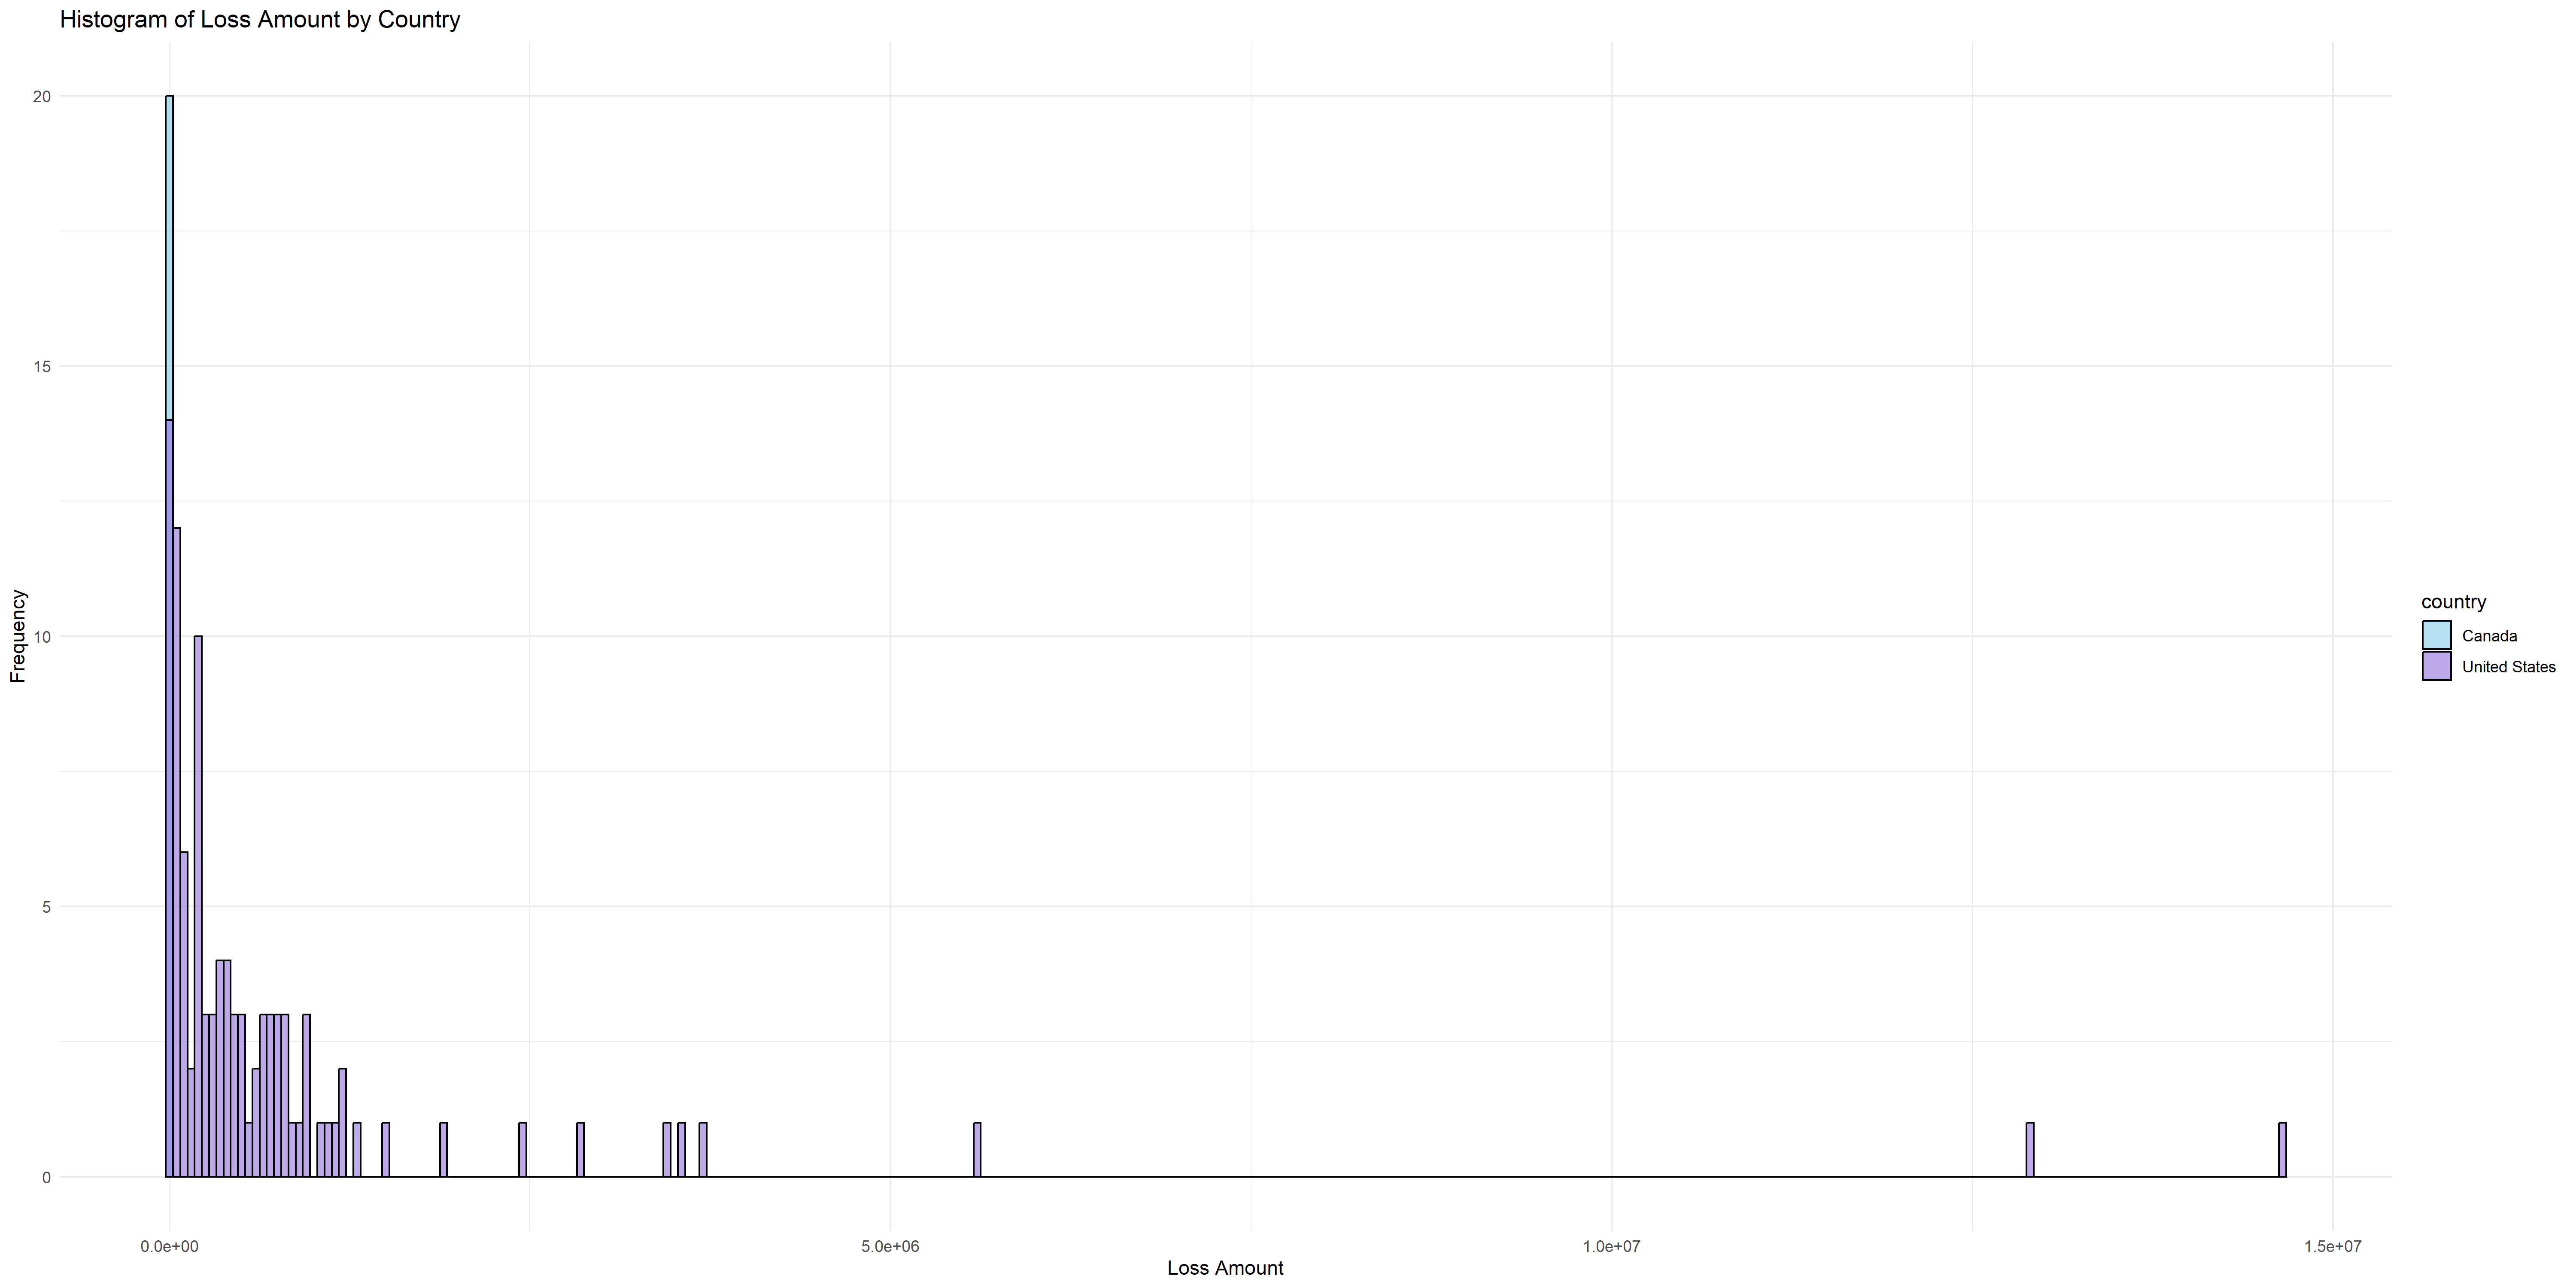 Histogram of Loss Amount by Country
20
15
10
5
0
Frequency
0.0e+00
5.0e+06
1.0e+07
1.5e+07
Loss Amount
country
Canada
United States